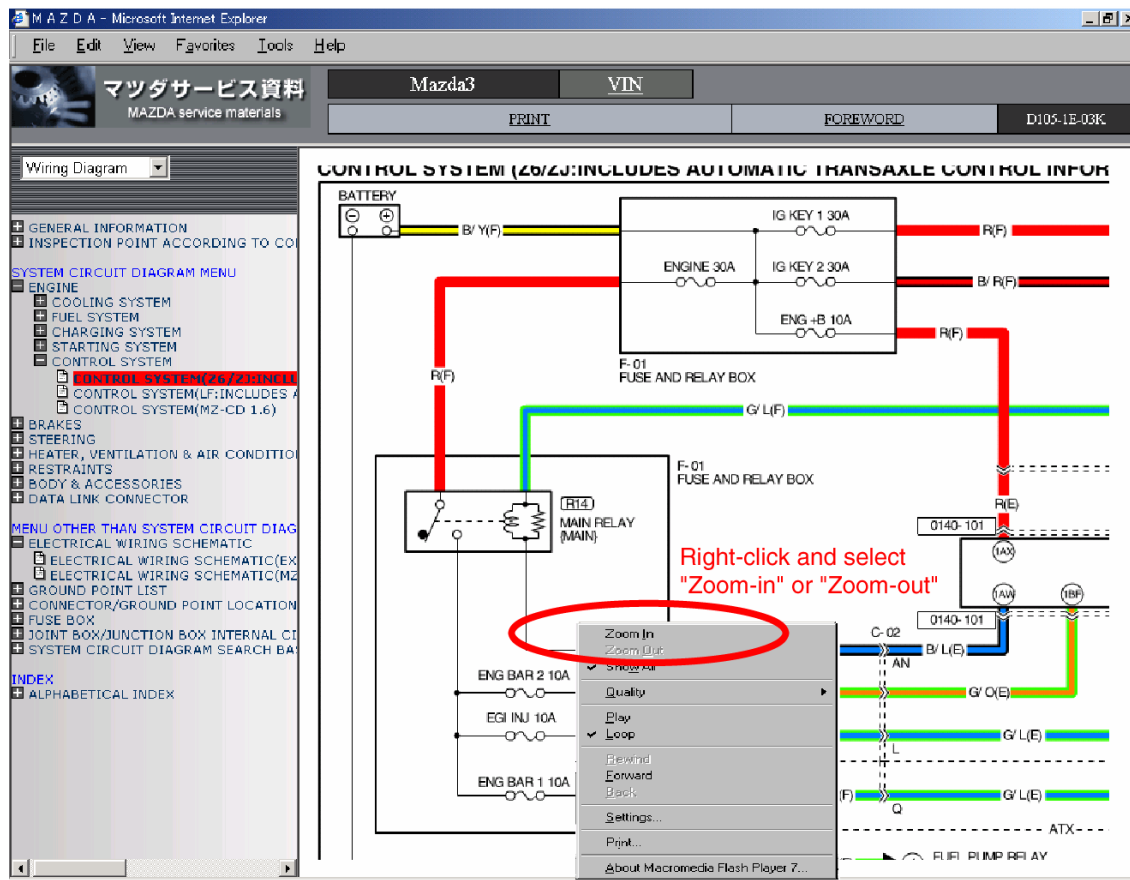 M A Z D A - Microsoft Internet Explorer
File Edit View Favorites Tools Help
マツダサービス資料
MAZDA service materials
Mazda3 VIN
PRINT FOREWORD D105-1E-03K
Wiring Diagram
GENERAL INFORMATION
INSPECTION POINT ACCORDING TO CO
SYSTEM CIRCUIT DIAGRAM MENU
ENGINE
COOLING SYSTEM
FUEL SYSTEM
CHARGING SYSTEM
STARTING SYSTEM
CONTROL SYSTEM
CONTROL SYSTEM(Z6/ZJ:INCLU
CONTROL SYSTEM(LF:INCLUDES A
CONTROL SYSTEM(MZ-CD 1.6)
BRAKES
STEERING
HEATER, VENTILATION & AIR CONDITIO
RESTRAINTS
BODY & ACCESSORIES
DATA LINK CONNECTOR
MENU OTHER THAN SYSTEM CIRCUIT DIAG
ELECTRICAL WIRING SCHEMATIC
ELECTRICAL WIRING SCHEMATIC(EX
ELECTRICAL WIRING SCHEMATIC(MZ
GROUND POINT LIST
CONNECTOR/GROUND POINT LOCATION
FUSE BOX
JOINT BOX/JUNCTION BOX INTERNAL CI
SYSTEM CIRCUIT DIAGRAM SEARCH BA
INDEX
ALPHABETICAL INDEX
CONTROL SYSTEM (Z6/ZJ:INCLUDES AUTOMATIC TRANSAXLE CONTROL INFOR
BATTERY
B/Y(F)
IG KEY 1 30A
R(F)
ENGINE 30A
IG KEY 2 30A
B/R(F)
ENG +B 10A
R(F)
F-01
FUSE AND RELAY BOX
R(F)
G/L(F)
F-01
FUSE AND RELAY BOX
R14
MAIN RELAY
(MAIN)
R(E)
0140-101
1AX
Right-click and select
"Zoom-in" or "Zoom-out"
1AW
1BF
0140-101
C-02
B/L(E)
AN
G/O(E)
G/L(E)
L
(F)
G/L(E)
Q
ATX
FUEL PUMP RELAY
ENG BAR 2 10A
EGI INJ 10A
ENG BAR 1 10A
Zoom In
Zoom Out
Show All
Quality
Play
Loop
Rewind
Forward
Back
Settings...
Print...
About Macromedia Flash Player 7...